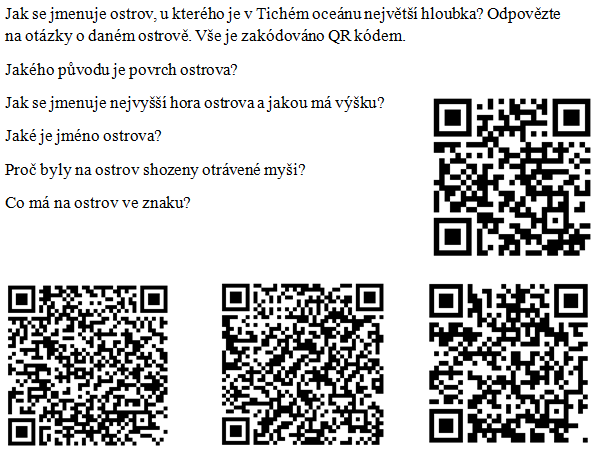 Jak se jmenuje ostrov, u kterého je v Tichém oceánu největší hloubka? Odpovězte
na otázky o daném ostrově. Vše je zakódováno QR kódem.
Jakého původu je povrch ostrova?
Jak se jmenuje nejvyšší hora ostrova a jakou má výšku?
Jaké je jméno ostrova?
Proč byly na ostrov shozeny otrávené myši?
Co má na ostrov ve znaku?